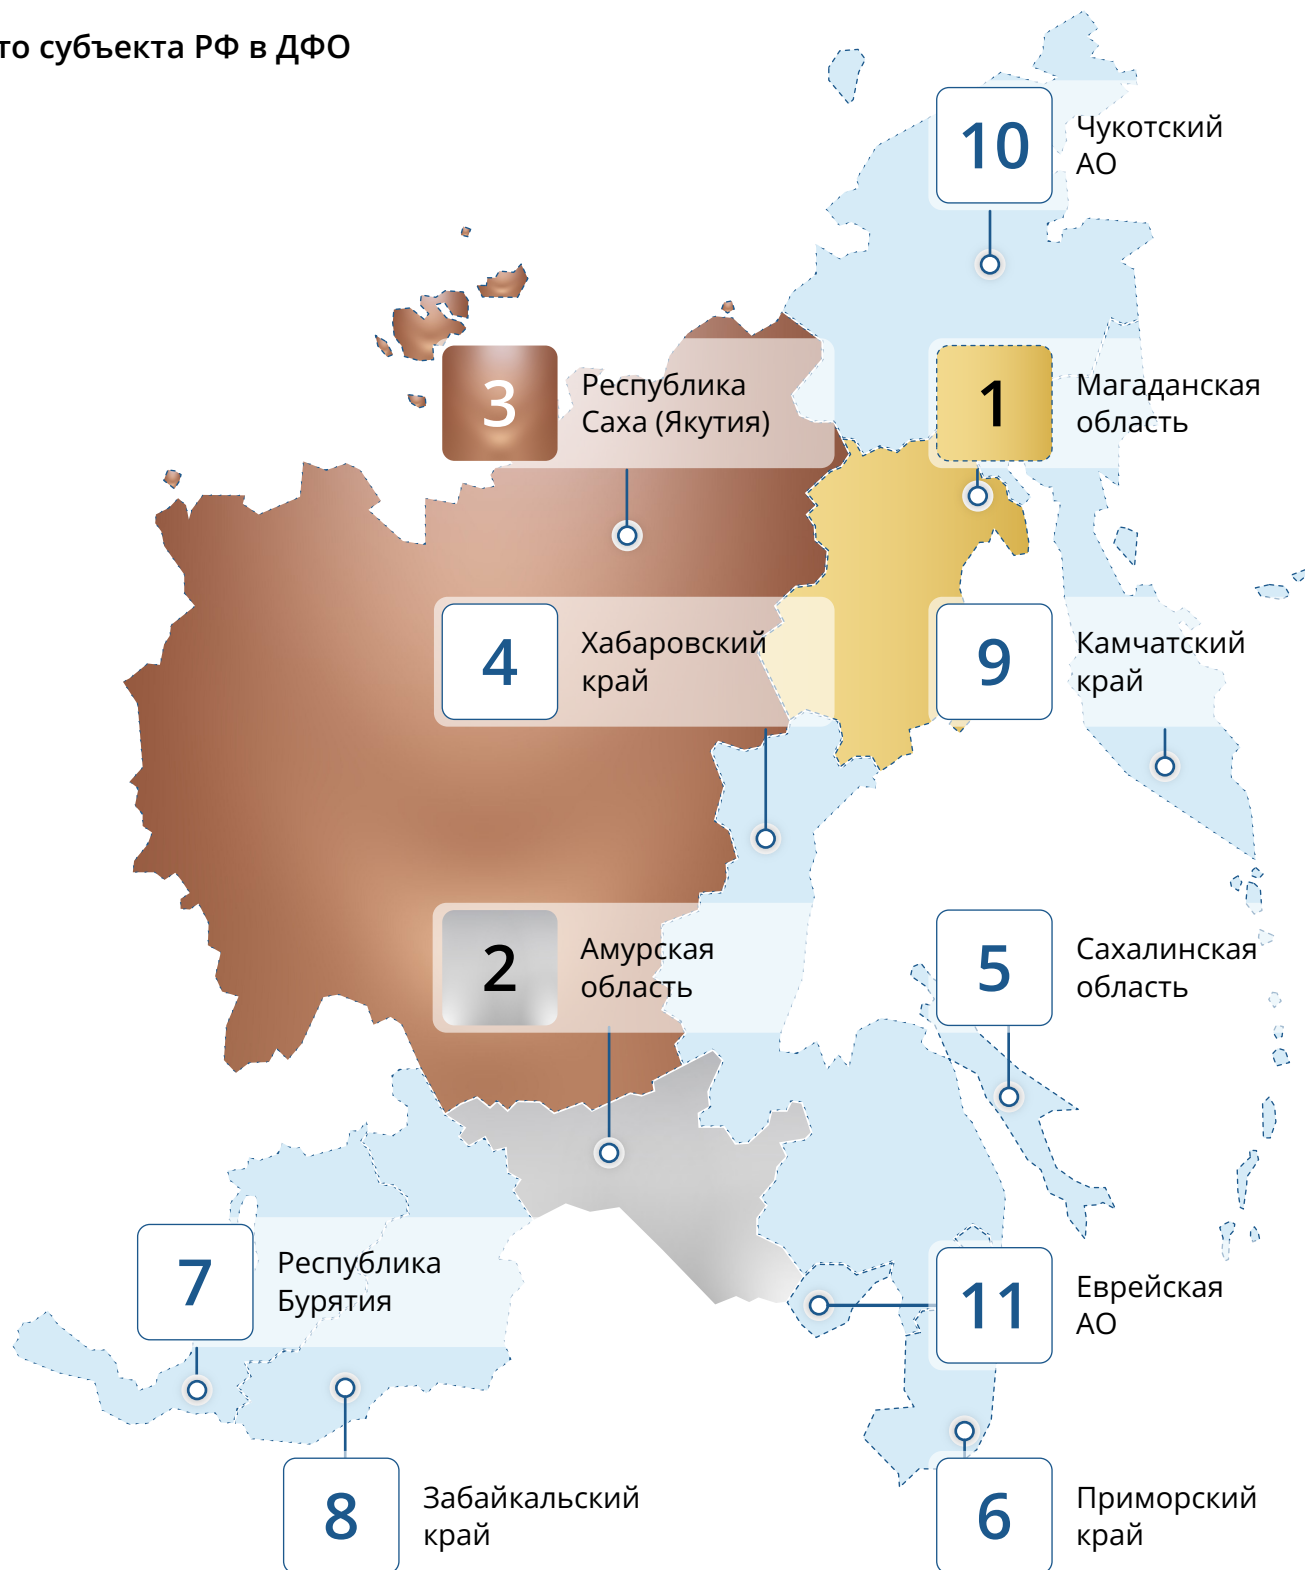 то субъекта РФ в ДФО
10
Чукотский
АО
3
Республика
Саха (Якутия)
1
Магаданская
область
4
Хабаровский
край
9
Камчатский
край
2
Амурская
область
5
Сахалинская
область
7
Республика
Бурятия
11
Еврейская
АО
8
Забайкальский
край
6
Приморский
край